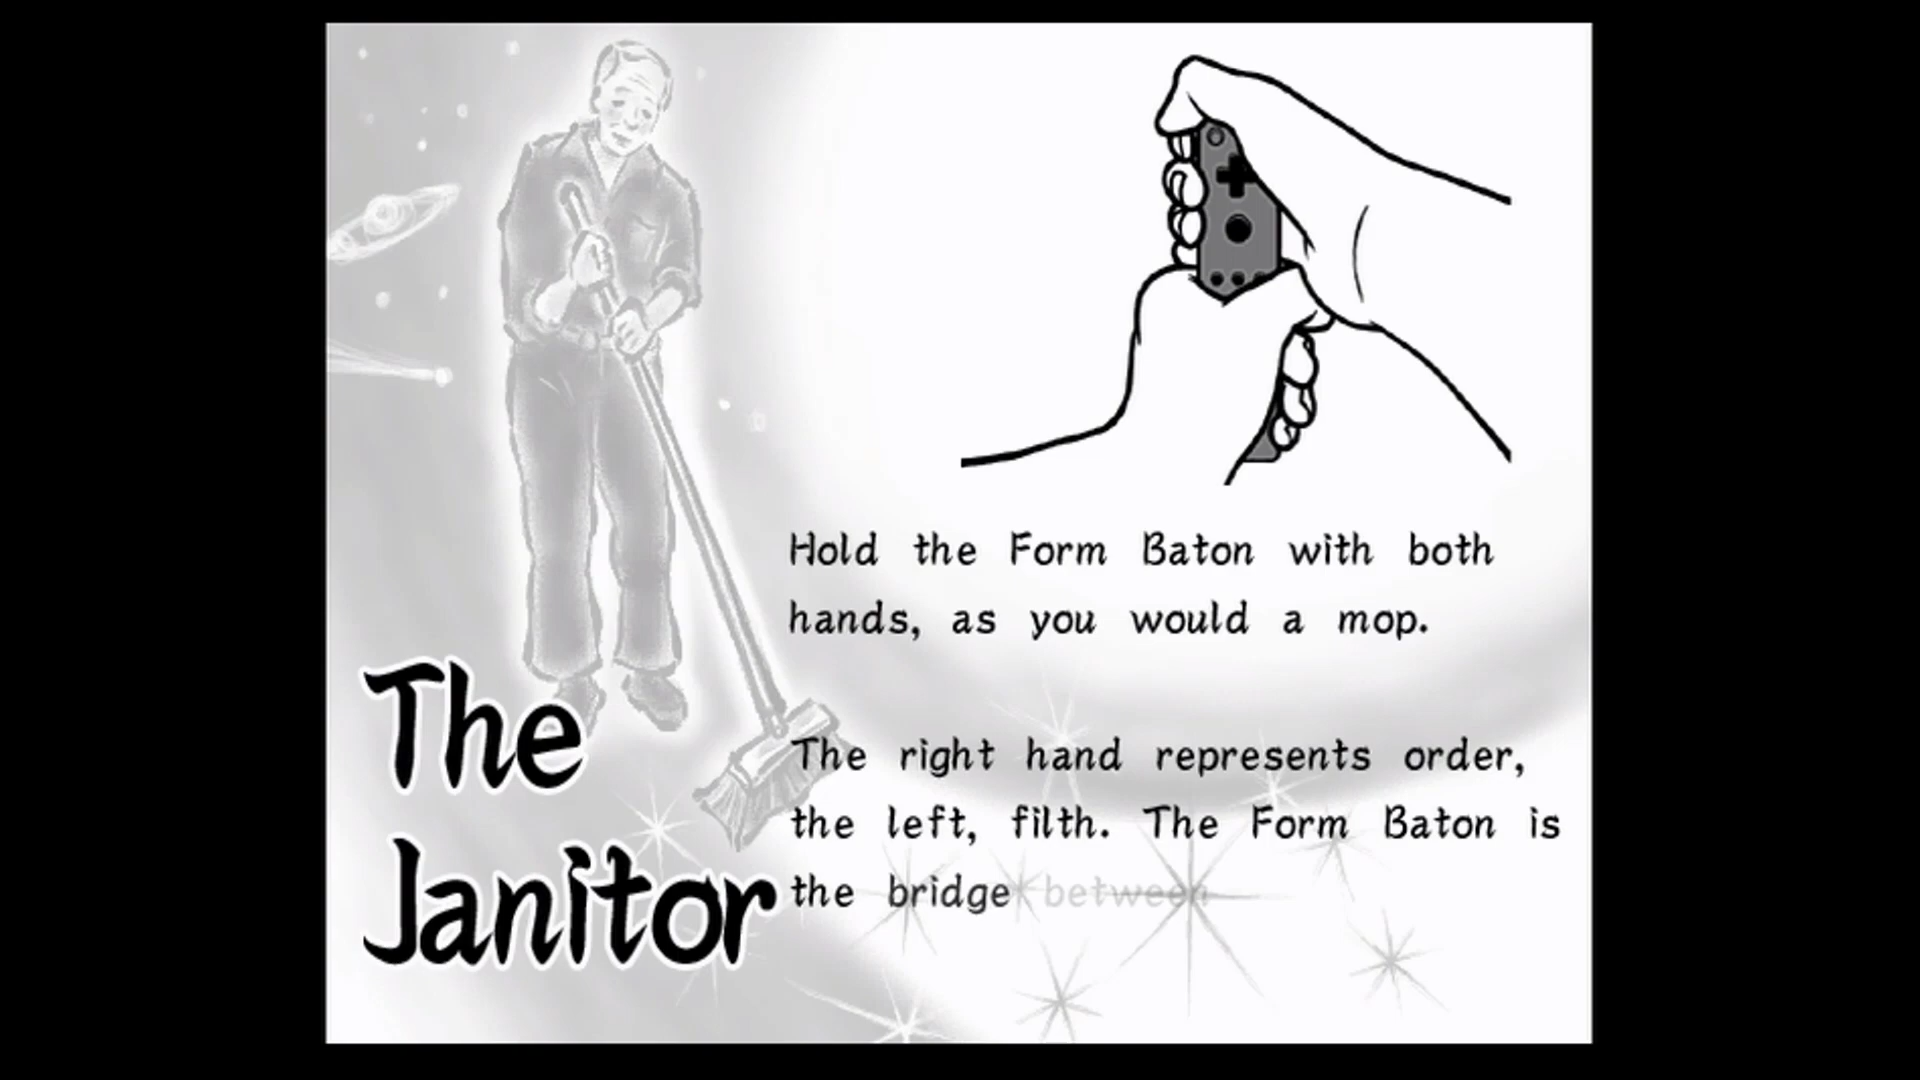 The
Janitor
Hold the Form Baton with both
hands, as you would a mop.
The right hand represents order,
the left, filth. The Form Baton is
the bridge between